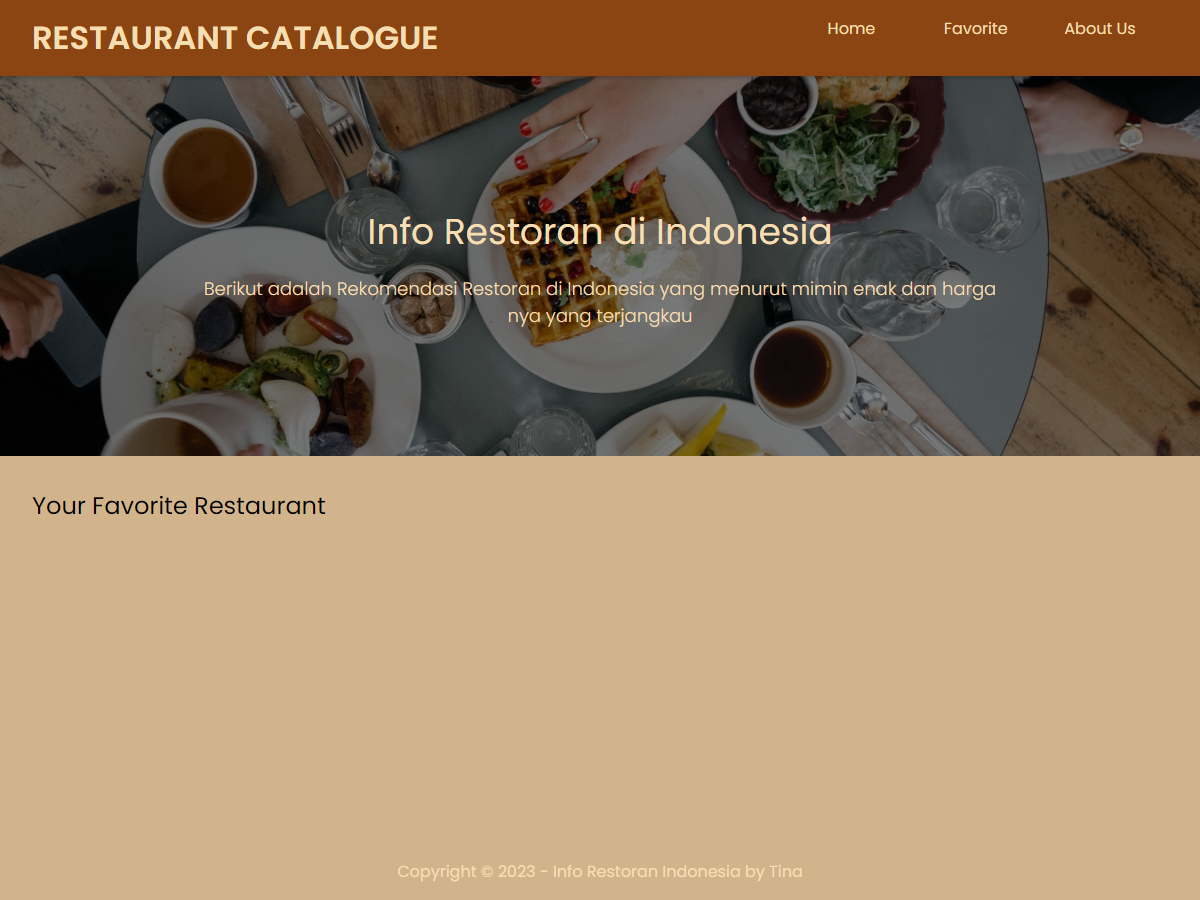 RESTAURANT CATALOGUE
Home
Favorite
About Us
Info Restoran di Indonesia
Berikut adalah Rekomendasi Restoran di Indonesia yang menurut mimin enak dan harga
nya yang terjangkau
Your Favorite Restaurant
Copyright © 2023 - Info Restoran Indonesia by Tina